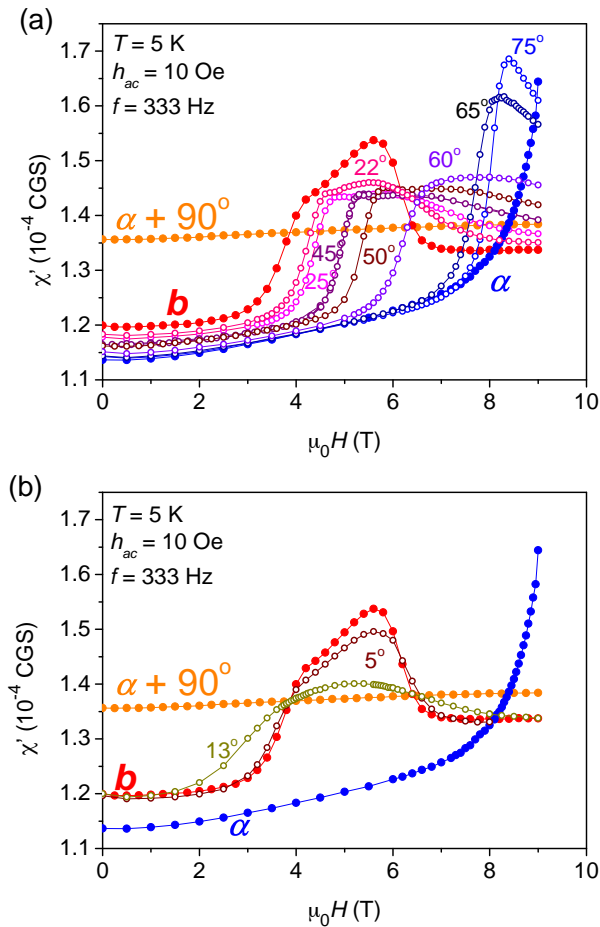 (a)
T = 5 K
h_ac = 10 Oe
f = 333 Hz
75°
65°
60°
22°
α + 90°
45°
25°
50°
b
α
χ' (10⁻⁴ CGS)
1.7
1.6
1.5
1.4
1.3
1.2
1.1
0 2 4 6 8 10
μ₀H (T)
(b)
T = 5 K
h_ac = 10 Oe
f = 333 Hz
5°
α + 90°
13°
b
α
χ' (10⁻⁴ CGS)
1.7
1.6
1.5
1.4
1.3
1.2
1.1
0 2 4 6 8 10
μ₀H (T)